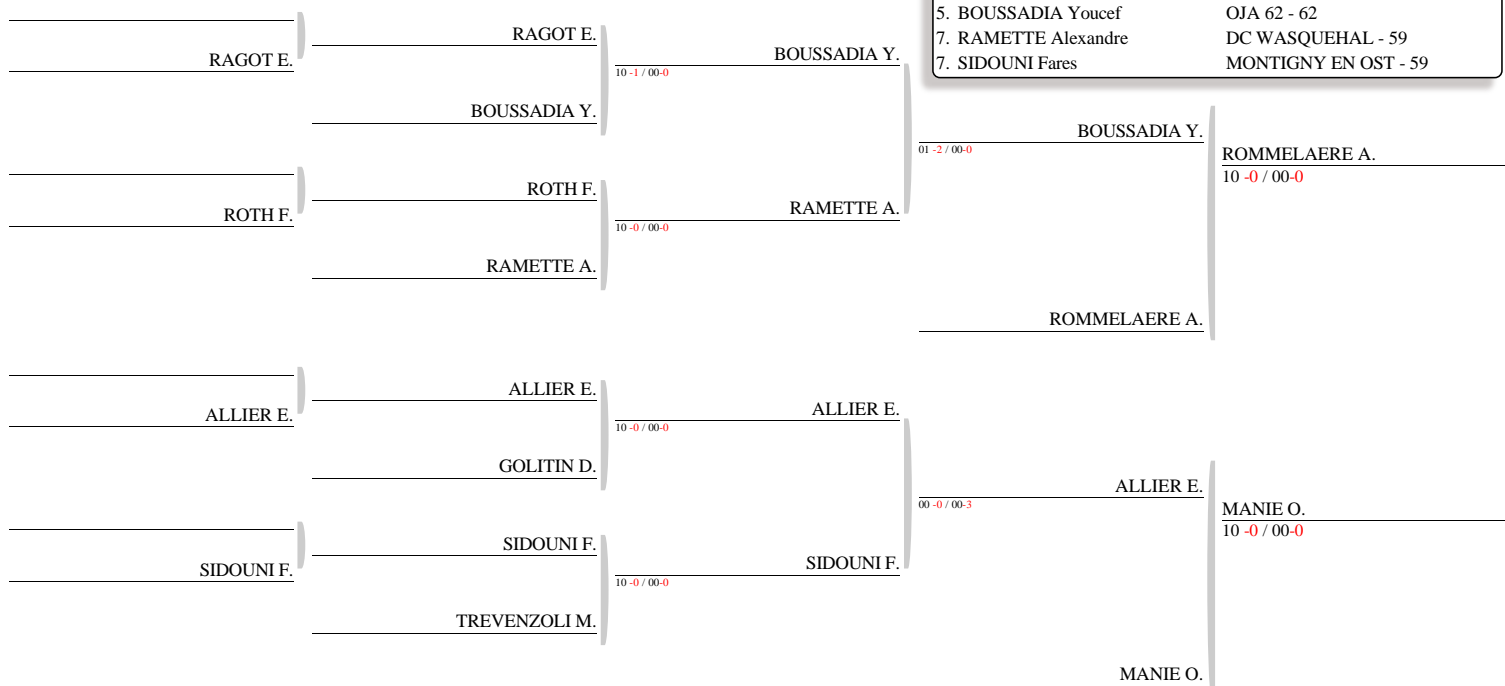 5. BOUSSADIA Youcef OJA 62 - 62
7. RAMETTE Alexandre DC WASQUEHAL - 59
7. SIDOUNI Fares MONTIGNY EN OST - 59
RAGOT E.
ROTH F.
ALLIER E.
SIDOUNI F.
RAGOT E.
BOUSSADIA Y.
ROTH F.
RAMETTE A.
ALLIER E.
GOLITIN D.
SIDOUNI F.
TREVENZOLI M.
BOUSSADIA Y.
10 -1 / 00-0
RAMETTE A.
10 -0 / 00-0
ALLIER E.
10 -0 / 00-0
SIDOUNI F.
10 -0 / 00-0
BOUSSADIA Y.
01 -2 / 00-0
ROMMELAERE A.
ALLIER E.
00 -0 / 00-3
MANIE O.
ROMMELAERE A.
10 -0 / 00-0
MANIE O.
10 -0 / 00-0